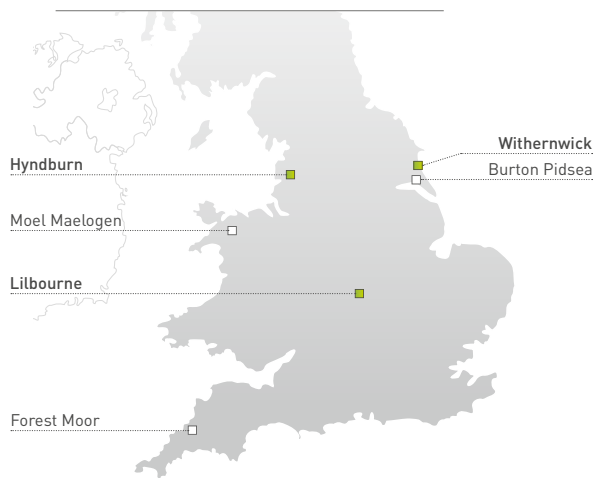 Withernwick
Hyndburn
Burton Pidsea
Moel Maelogen
Lilbourne
Forest Moor